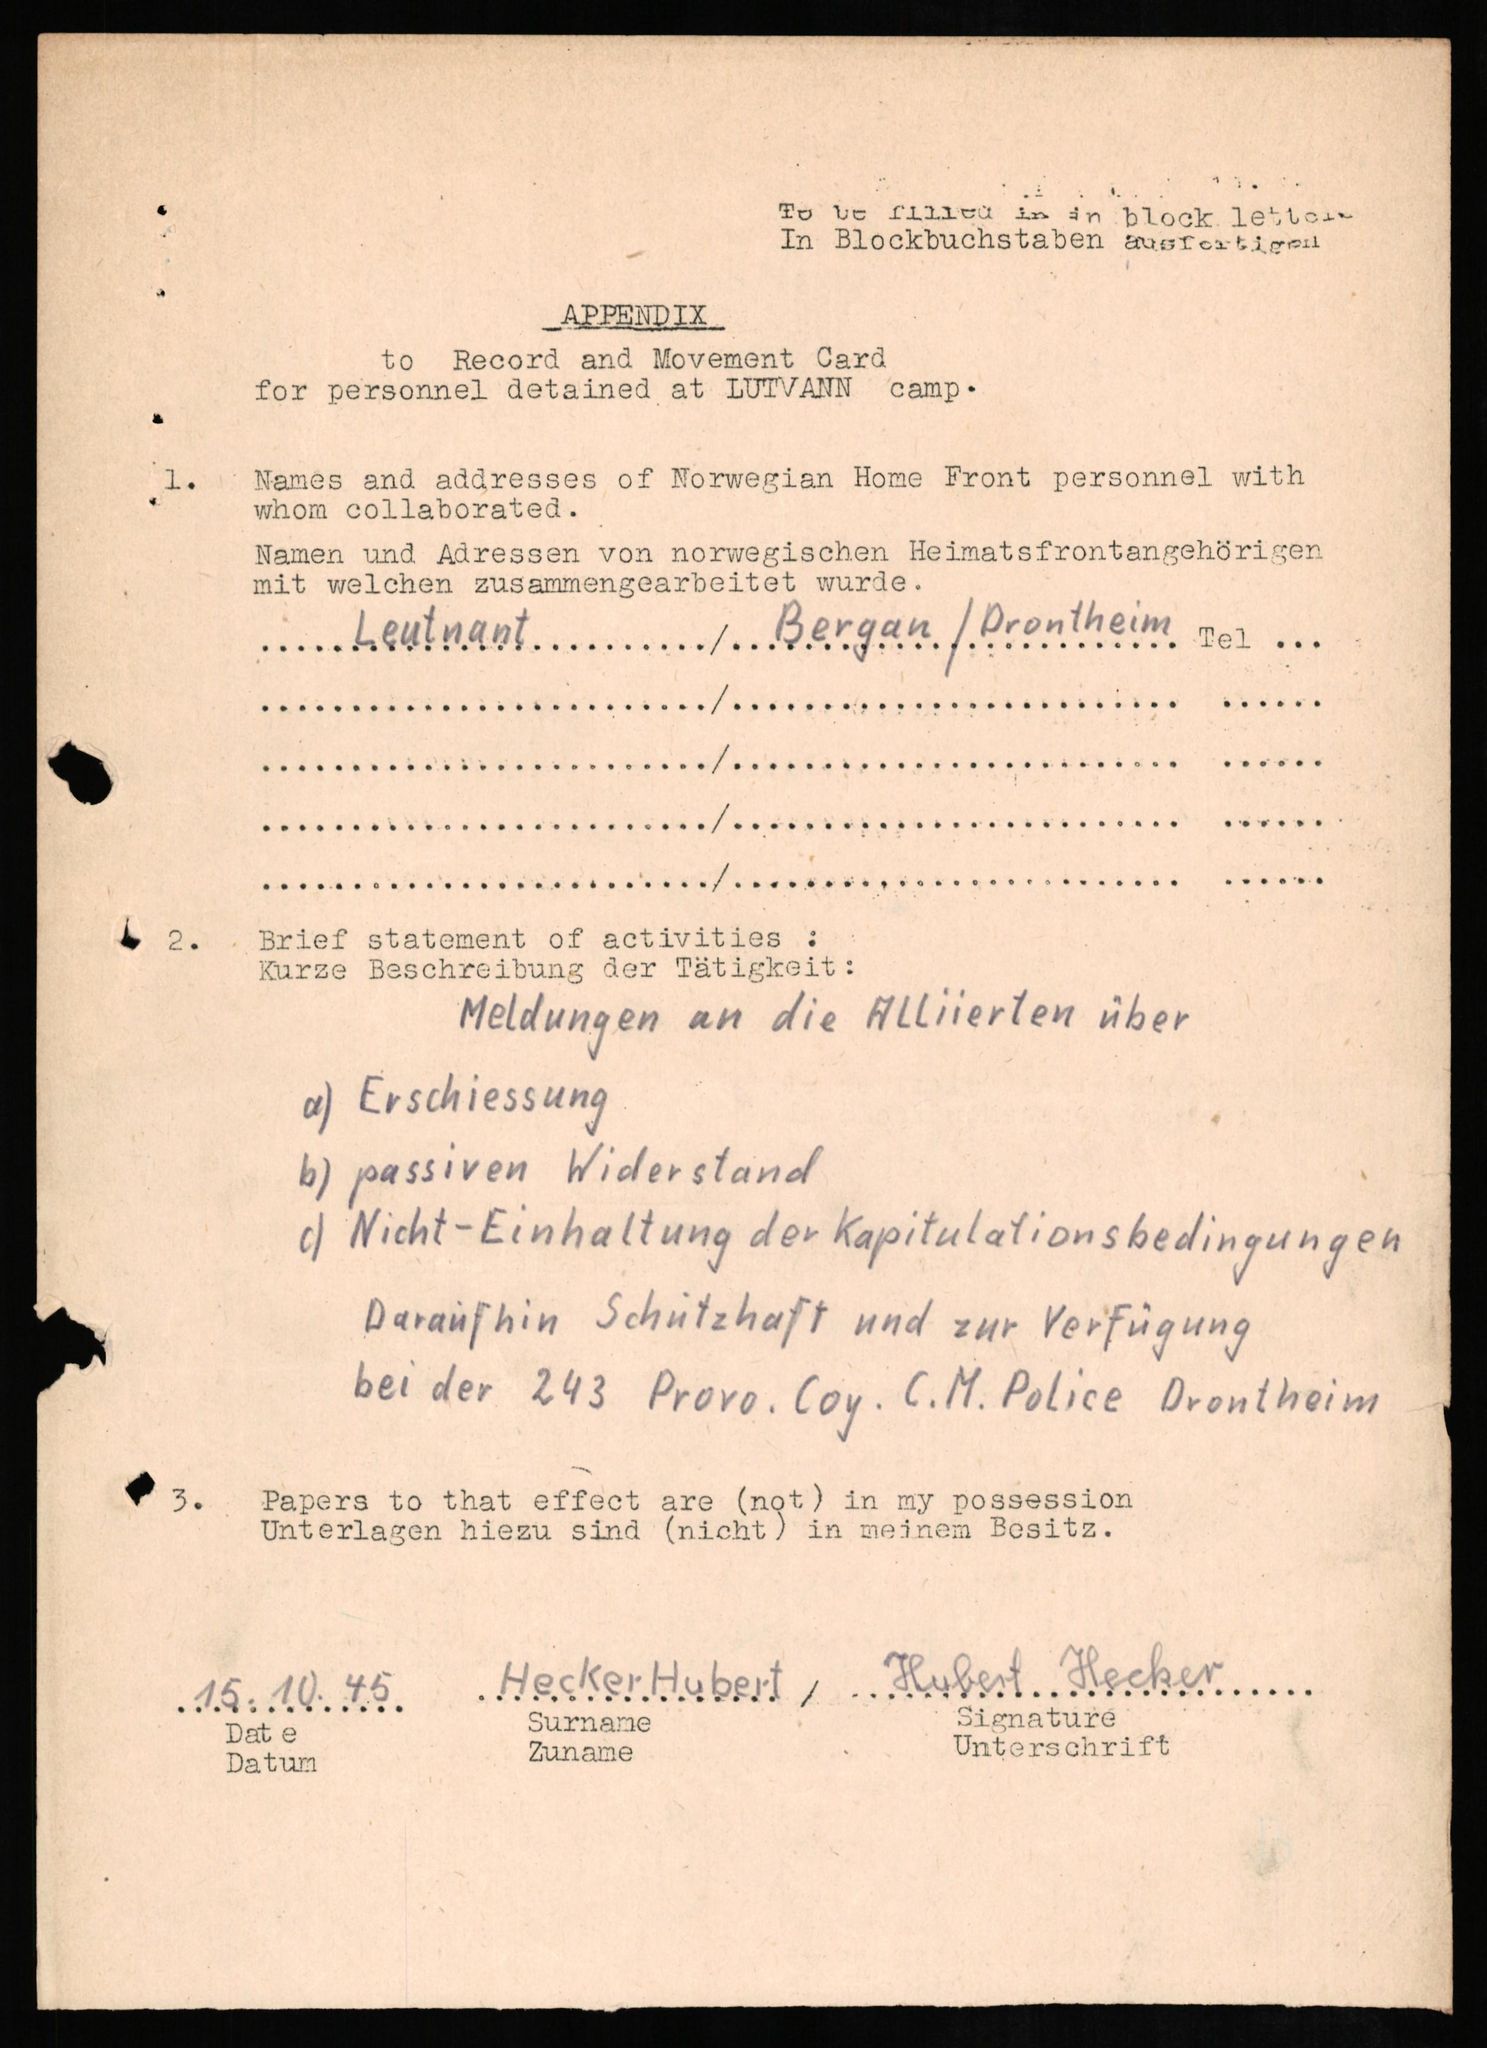 To be filled in in block letters
In Blockbuchstaben ausfertigen
APPENDIX
to Record and Movement Card
for personnel detained at LUTVANN camp.
1. Names and addresses of Norwegian Home Front personnel with
whom collaborated.
Namen und Adressen von norwegischen Heimatsfrontangehörigen
mit welchen zusammengearbeitet wurde.
.....Leutnant........../..Bergan / Drontheim Tel ...
........................./......................... ......
........................./......................... ......
........................./......................... ......
........................./......................... ......
2. Brief statement of activities :
Kurze Beschreibung der Tätigkeit:
Meldungen an die Alliierten über
a) Erschiessung
b) passiven Widerstand
c) Nicht-Einhaltung der Kapitulationsbedingungen
Daraufhin Schutzhaft und zur Verfügung
bei der 243 Provo. Coy. C.M. Police Drontheim
3. Papers to that effect are (not) in my possession
Unterlagen hiezu sind (nicht) in meinem Besitz.
15.10.45 Hecker Hubert / Hubert Hecker
Date Surname Signature
Datum Zuname Unterschrift